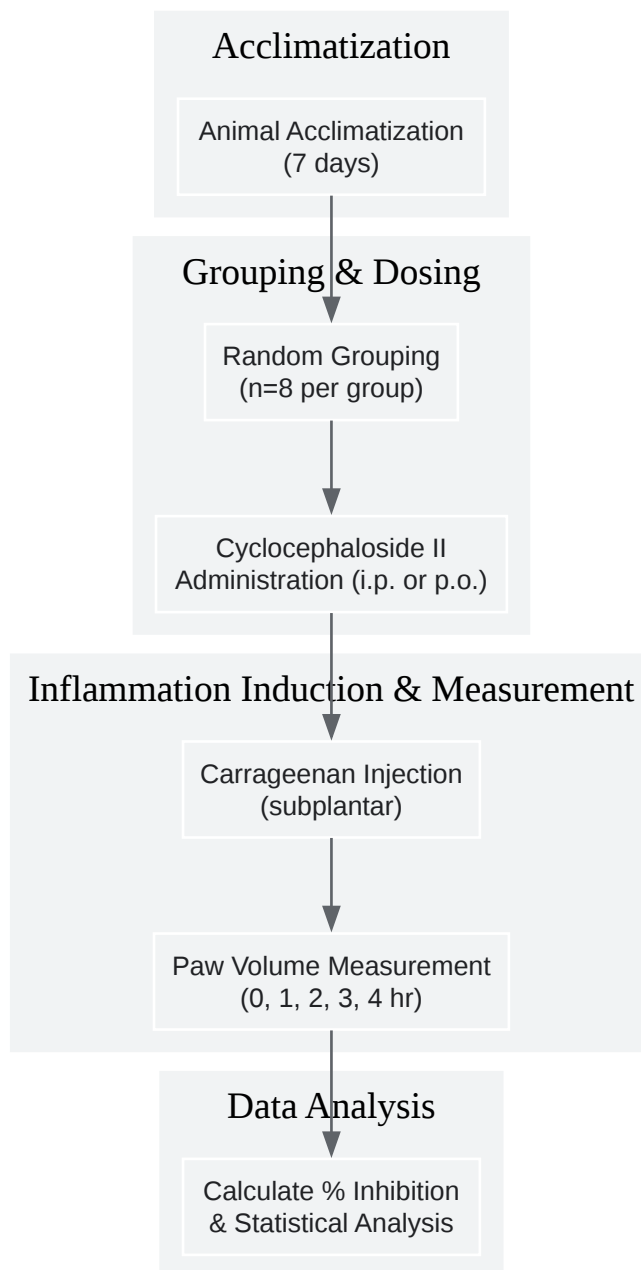 Acclimatization
Animal Acclimatization
(7 days)
Grouping & Dosing
Random Grouping
(n=8 per group)
Cyclocephaloside II
Administration (i.p. or p.o.)
Inflammation Induction & Measurement
Carrageenan Injection
(subplantar)
Paw Volume Measurement
(0, 1, 2, 3, 4 hr)
Data Analysis
Calculate % Inhibition
& Statistical Analysis